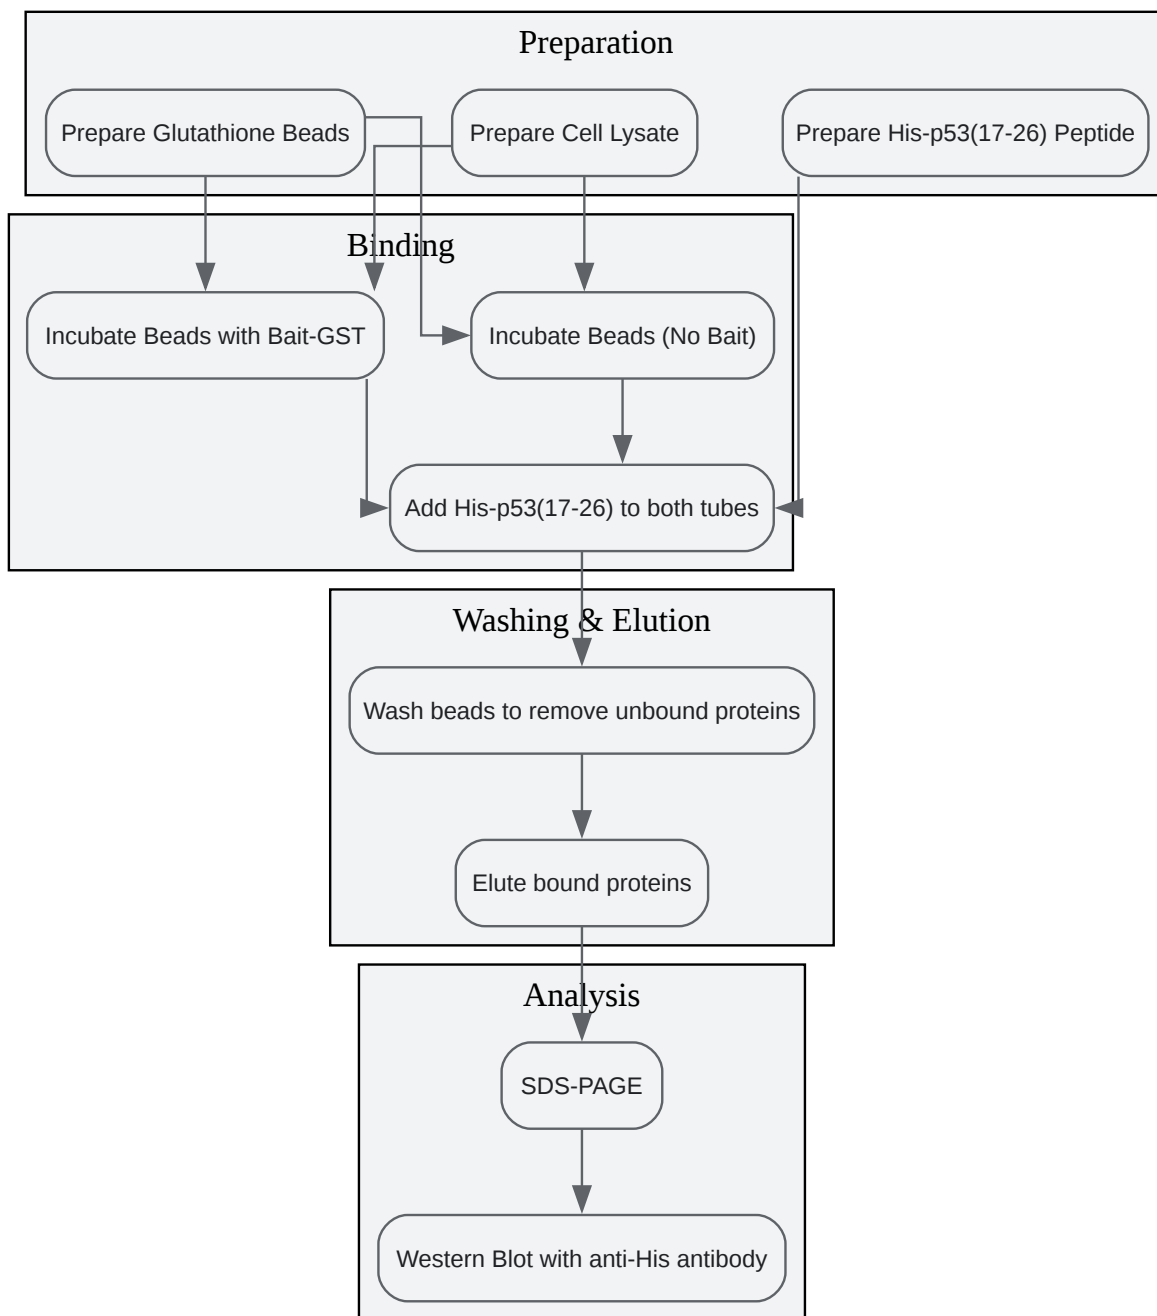 Preparation
Prepare Glutathione Beads
Prepare Cell Lysate
Prepare His-p53(17-26) Peptide
Binding
Incubate Beads with Bait-GST
Incubate Beads (No Bait)
Add His-p53(17-26) to both tubes
Washing & Elution
Wash beads to remove unbound proteins
Elute bound proteins
Analysis
SDS-PAGE
Western Blot with anti-His antibody